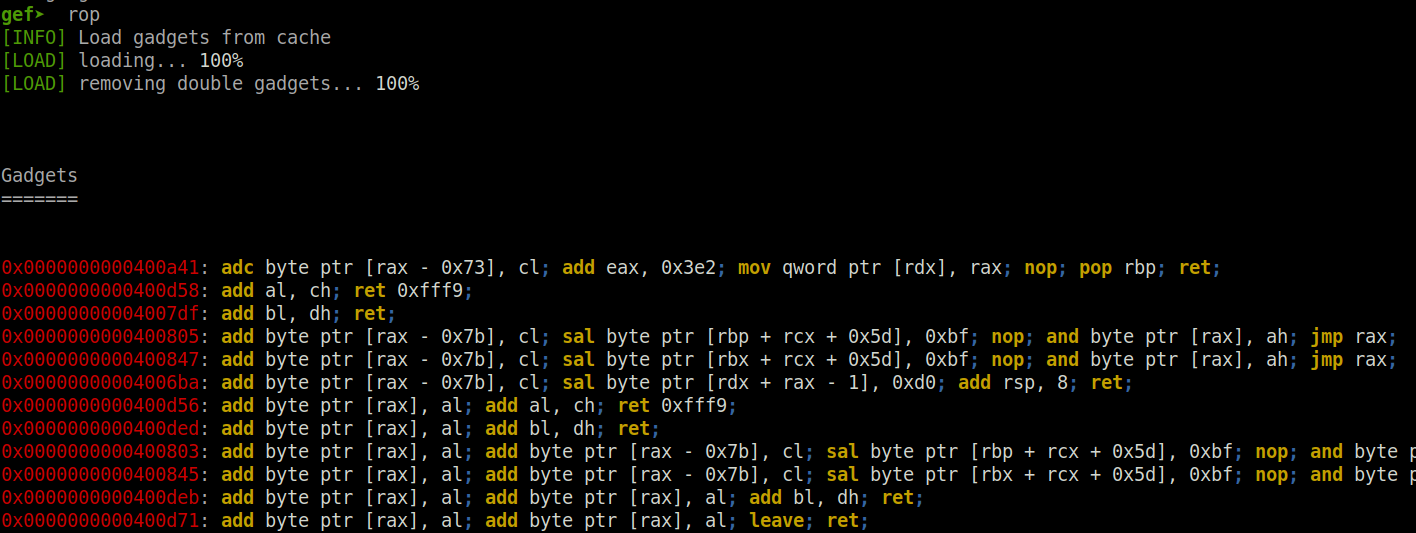 gef➤  rop
[INFO] Load gadgets from cache
[LOAD] loading... 100%
[LOAD] removing double gadgets... 100%
Gadgets
=======
0x0000000000400a41: adc byte ptr [rax - 0x73], cl; add eax, 0x3e2; mov qword ptr [rdx], rax; nop; pop rbp; ret;
0x0000000000400d58: add al, ch; ret 0xfff9;
0x00000000004007df: add bl, dh; ret;
0x0000000000400805: add byte ptr [rax - 0x7b], cl; sal byte ptr [rbp + rcx + 0x5d], 0xbf; nop; and byte ptr [rax], ah; jmp rax;
0x0000000000400847: add byte ptr [rax - 0x7b], cl; sal byte ptr [rbx + rcx + 0x5d], 0xbf; nop; and byte ptr [rax], ah; jmp rax;
0x00000000004006ba: add byte ptr [rax - 0x7b], cl; sal byte ptr [rdx + rax - 1], 0xd0; add rsp, 8; ret;
0x0000000000400d56: add byte ptr [rax], al; add al, ch; ret 0xfff9;
0x0000000000400ded: add byte ptr [rax], al; add bl, dh; ret;
0x0000000000400803: add byte ptr [rax], al; add byte ptr [rax - 0x7b], cl; sal byte ptr [rbp + rcx + 0x5d], 0xbf; nop; and byte p
0x0000000000400845: add byte ptr [rax], al; add byte ptr [rax - 0x7b], cl; sal byte ptr [rbx + rcx + 0x5d], 0xbf; nop; and byte p
0x0000000000400deb: add byte ptr [rax], al; add byte ptr [rax], al; add bl, dh; ret;
0x0000000000400d71: add byte ptr [rax], al; add byte ptr [rax], al; leave; ret;